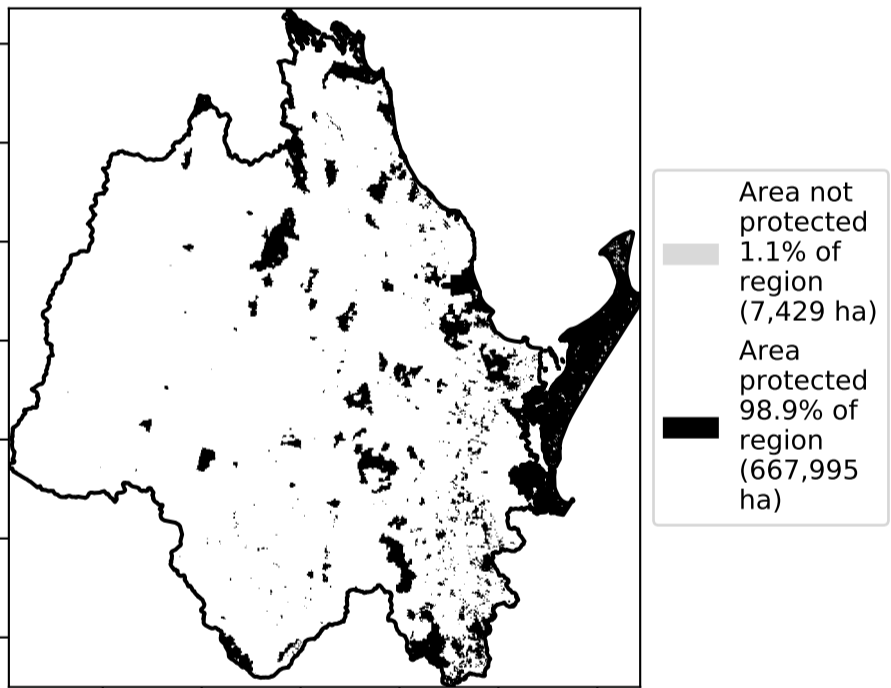 Area not
protected
1.1% of
region
(7,429 ha)
Area
protected
98.9% of
region
(667,995
ha)